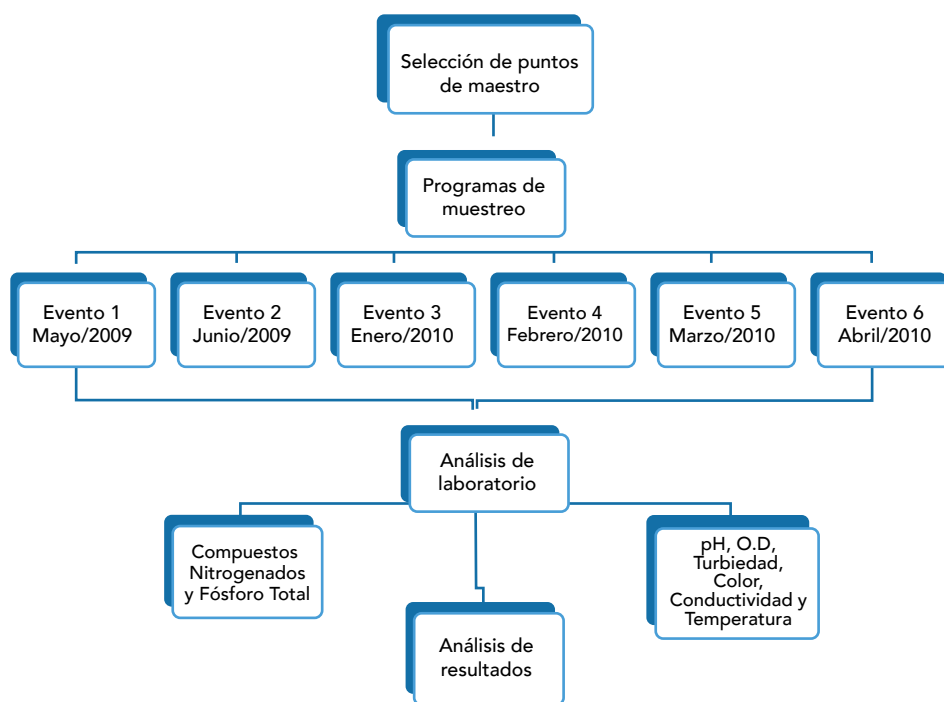 Selección de puntos
de maestro
Programas de
muestreo
Evento 1
Mayo/2009
Evento 2
Junio/2009
Evento 3
Enero/2010
Evento 4
Febrero/2010
Evento 5
Marzo/2010
Evento 6
Abril/2010
Análisis de
laboratorio
Compuestos
Nitrogenados
y Fósforo Total
pH, O.D,
Turbiedad,
Color,
Conductividad y
Temperatura
Análisis de
resultados